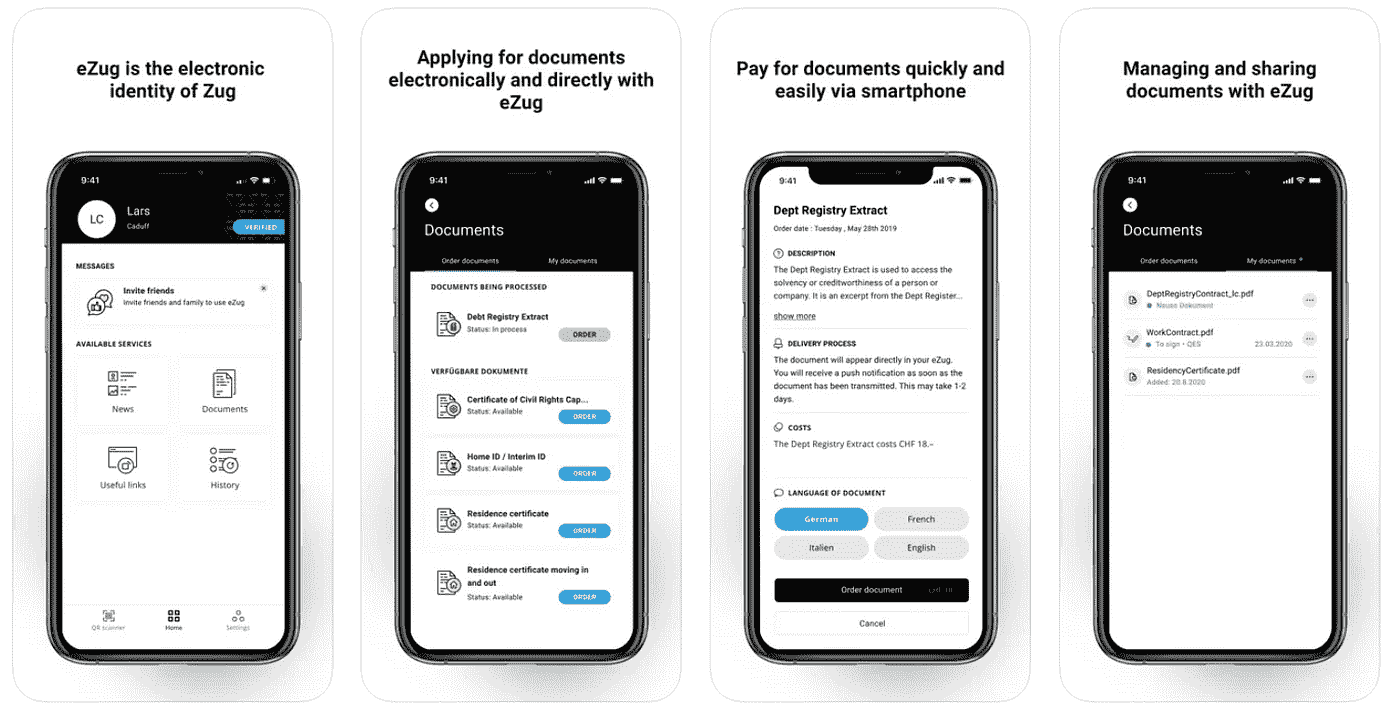 eZug is the electronic
identity of Zug
9:41
LC
Lars
Caduff
VERIFIED
MESSAGES
Invite friends
Invite friends and family to use eZug
AVAILABLE SERVICES
News
Documents
Useful links
History
QR scanner
Home
Settings
Applying for documents
electronically and directly with
eZug
9:41
Documents
Order documents
My documents
DOCUMENTS BEING PROCESSED
Debt Registry Extract
Status: In process
ORDER
VERFÜGBARE DOKUMENTE
Certificate of Civil Rights Cap...
Status: Available
ORDER
Home ID / Interim ID
Status: Available
ORDER
Residence certificate
Status: Available
ORDER
Residence certificate moving in
and out
Status: Available
ORDER
Pay for documents quickly and
easily via smartphone
9:41
Dept Registry Extract
Order date : Tuesday , May 28th 2019
DESCRIPTION
The Dept Registry Extract is used to access the
solvency or creditworthiness of a person or
company. It is an excerpt from the Dept Register...
show more
DELIVERY PROCESS
The document will appear directly in your eZug.
You will receive a push notification as soon as the
document has been transmitted. This may take 1-2
days.
COSTS
The Dept Registry Extract costs CHF 18.–
LANGUAGE OF DOCUMENT
German
French
Italien
English
Order document
Cancel
Managing and sharing
documents with eZug
9:41
Documents
Order documents
My documents
DeptRegistryContract_lc.pdf
Neues Dokument
WorkContract.pdf
To sign • QES
23.03.2020
ResidencyCertificate.pdf
Added: 20.8.2020